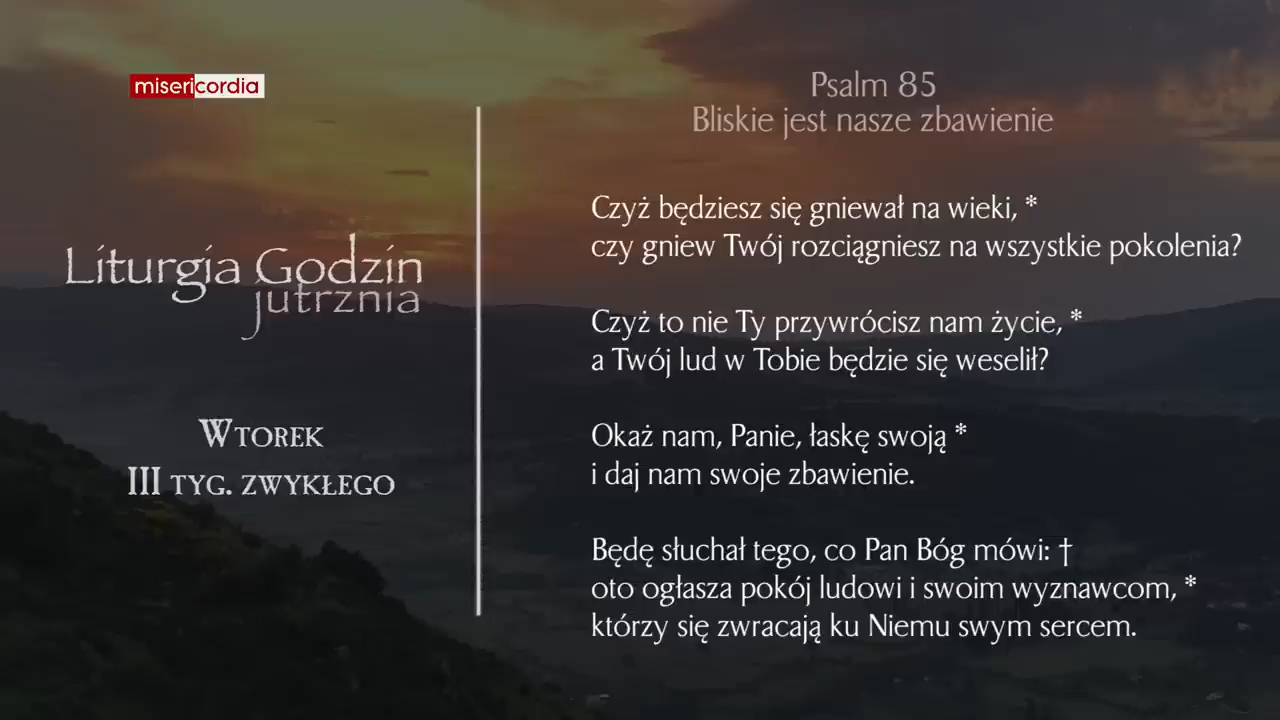 misericordia
Liturgia Godzin
jutrznia
Wtorek
III tyg. zwykłego
Psalm 85
Bliskie jest nasze zbawienie
Czyż będziesz się gniewał na wieki, *
czy gniew Twój rozciągniesz na wszystkie pokolenia?
Czyż to nie Ty przywrócisz nam życie, *
a Twój lud w Tobie będzie się weselił?
Okaż nam, Panie, łaskę swoją *
i daj nam swoje zbawienie.
Będę słuchał tego, co Pan Bóg mówi: †
oto ogłasza pokój ludowi i swoim wyznawcom, *
którzy się zwracają ku Niemu swym sercem.